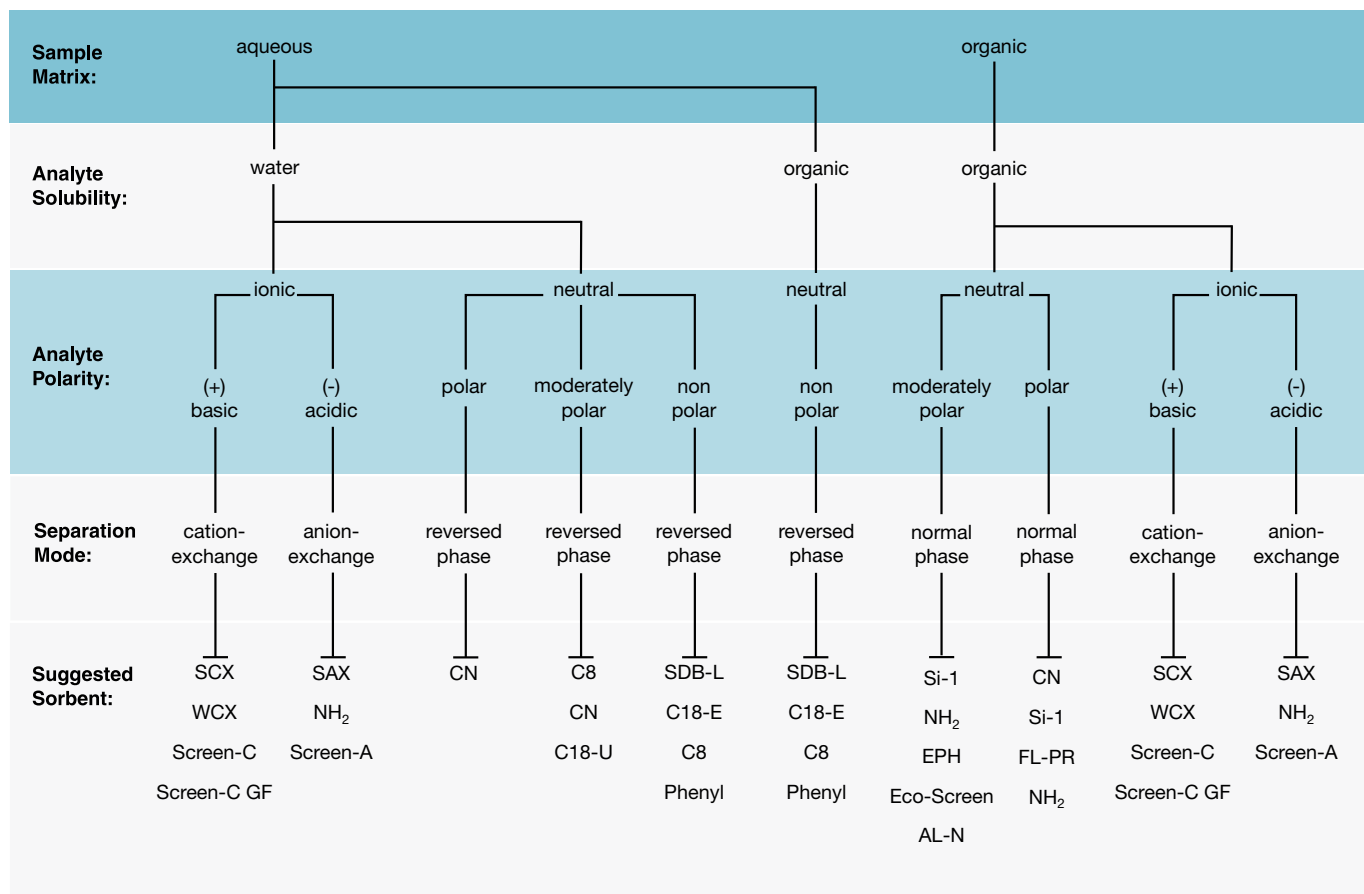 Sample
Matrix:
aqueous
organic
Analyte
Solubility:
water
organic
organic
Analyte
Polarity:
ionic
neutral
neutral
neutral
ionic
(+)
basic
(-)
acidic
polar
moderately
polar
non
polar
non
polar
moderately
polar
polar
(+)
basic
(-)
acidic
Separation
Mode:
cation-
exchange
anion-
exchange
reversed
phase
reversed
phase
reversed
phase
reversed
phase
normal
phase
normal
phase
cation-
exchange
anion-
exchange
Suggested
Sorbent:
SCX
WCX
Screen-C
Screen-C GF
SAX
NH₂
Screen-A
CN
C8
CN
C18-U
SDB-L
C18-E
C8
Phenyl
SDB-L
C18-E
C8
Phenyl
Si-1
NH₂
EPH
Eco-Screen
AL-N
CN
Si-1
FL-PR
NH₂
SCX
WCX
Screen-C
Screen-C GF
SAX
NH₂
Screen-A